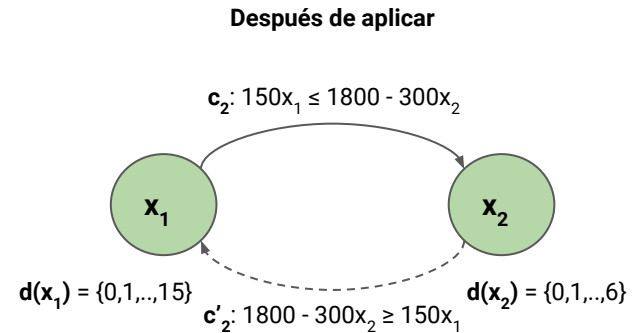 Después de aplicar
c₂: 150x₁ ≤ 1800 - 300x₂
x₁
x₂
d(x₁) = {0,1,..,15}
d(x₂) = {0,1,..,6}
c'₂: 1800 - 300x₂ ≥ 150x₁